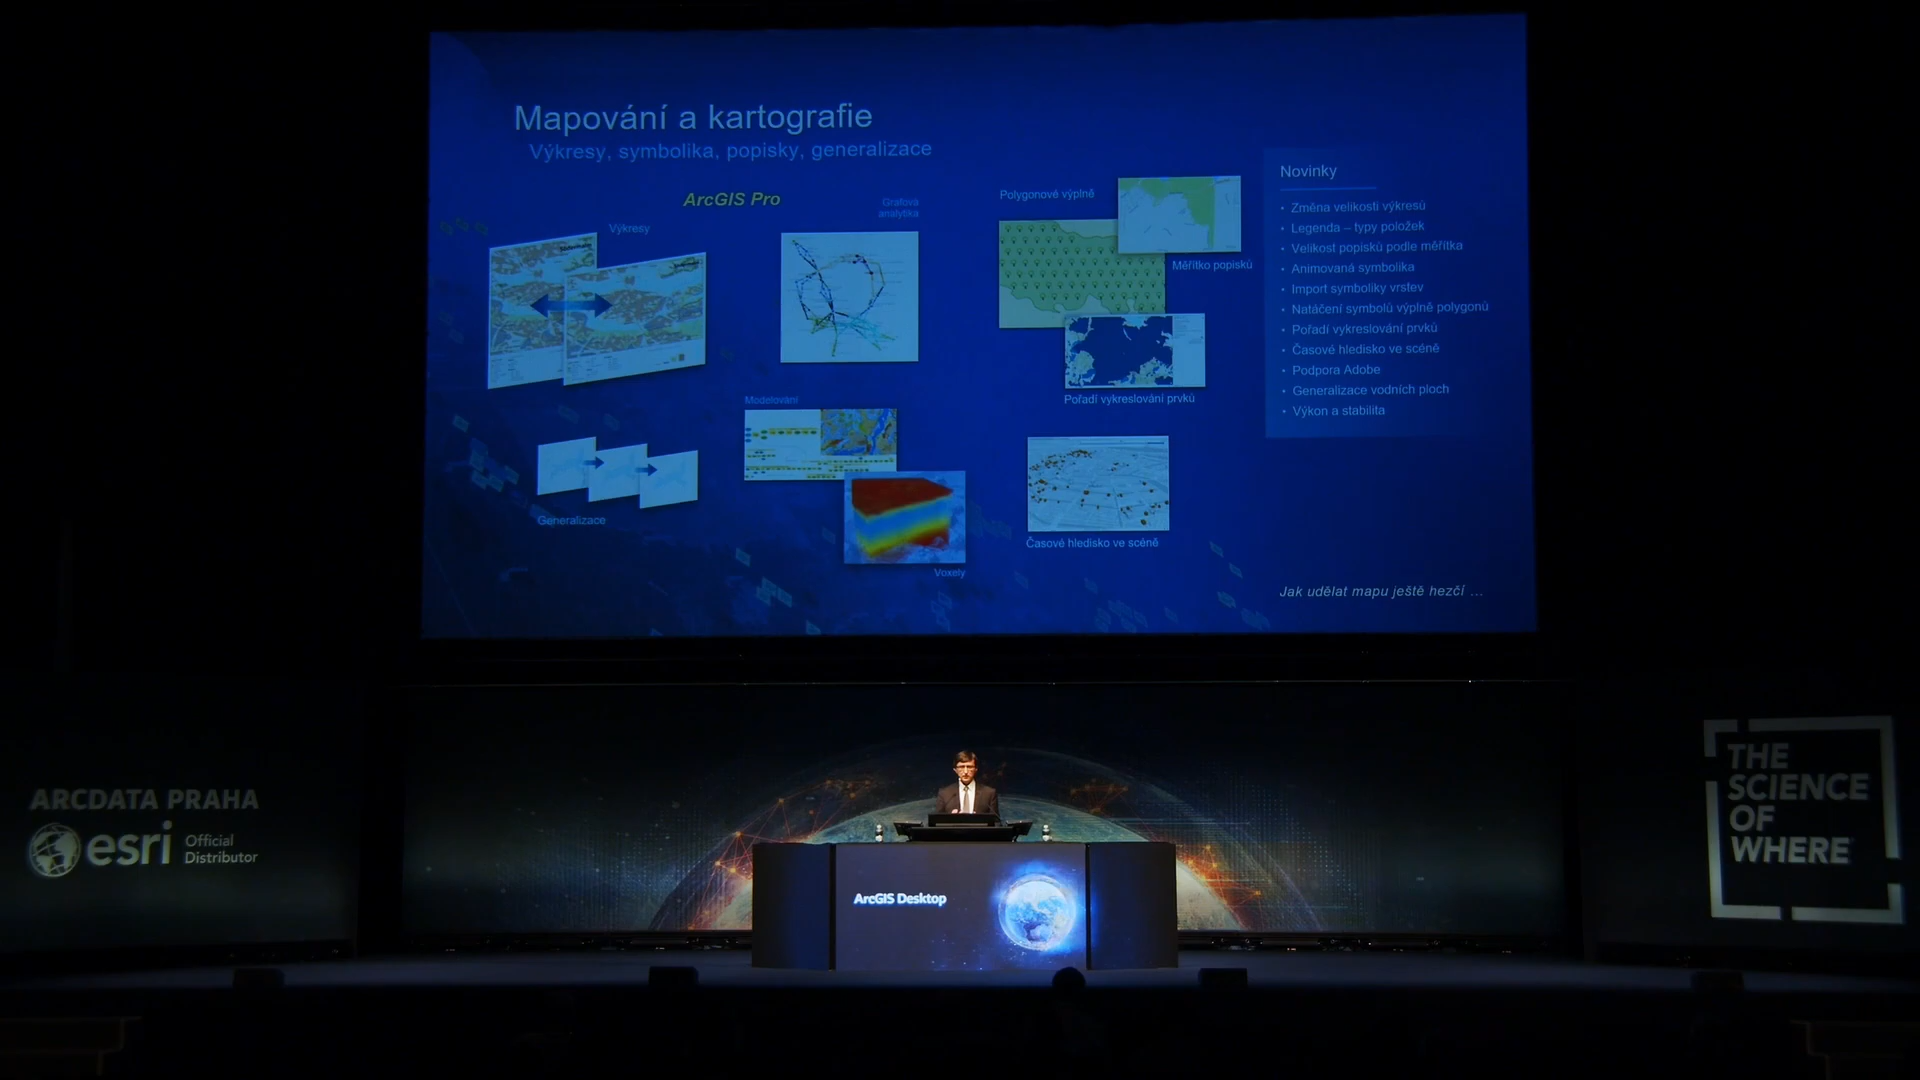 Mapování a kartografie
Výkresy, symbolika, popisky, generalizace
ArcGIS Pro
Výkresy
Grafová
analytika
Polygonové výplně
Měřítko popisků
Pořadí vykreslování prvků
Modelování
Generalizace
Voxely
Časové hledisko ve scéně
Novinky
• Změna velikosti výkresů
• Legenda – typy položek
• Velikost popisků podle měřítka
• Animovaná symbolika
• Import symboliky vrstev
• Natáčení symbolů výplně polygonů
• Pořadí vykreslování prvků
• Časové hledisko ve scéně
• Podpora Adobe
• Generalizace vodních ploch
• Výkon a stabilita
Jak udělat mapu ještě hezčí ...
ARCDATA PRAHA
esri Official
Distributor
ArcGIS Desktop
THE
SCIENCE
OF
WHERE